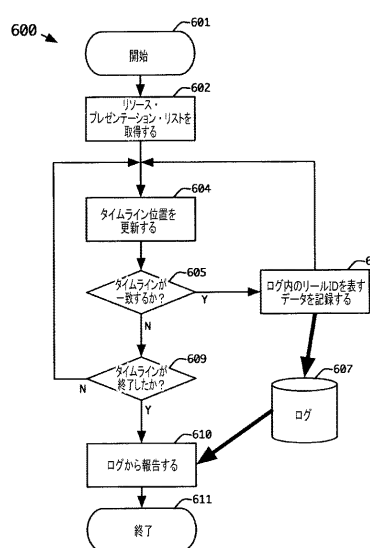 600
601
開始
602
リソース・
プレゼンテーション・リストを
取得する
604
タイムライン位置を
更新する
605
タイムラインが
一致するか?
Y
N
ログ内のリールIDを表す
データを記録する
607
ログ
609
タイムラインが
終了したか?
N
Y
610
ログから報告する
611
終了